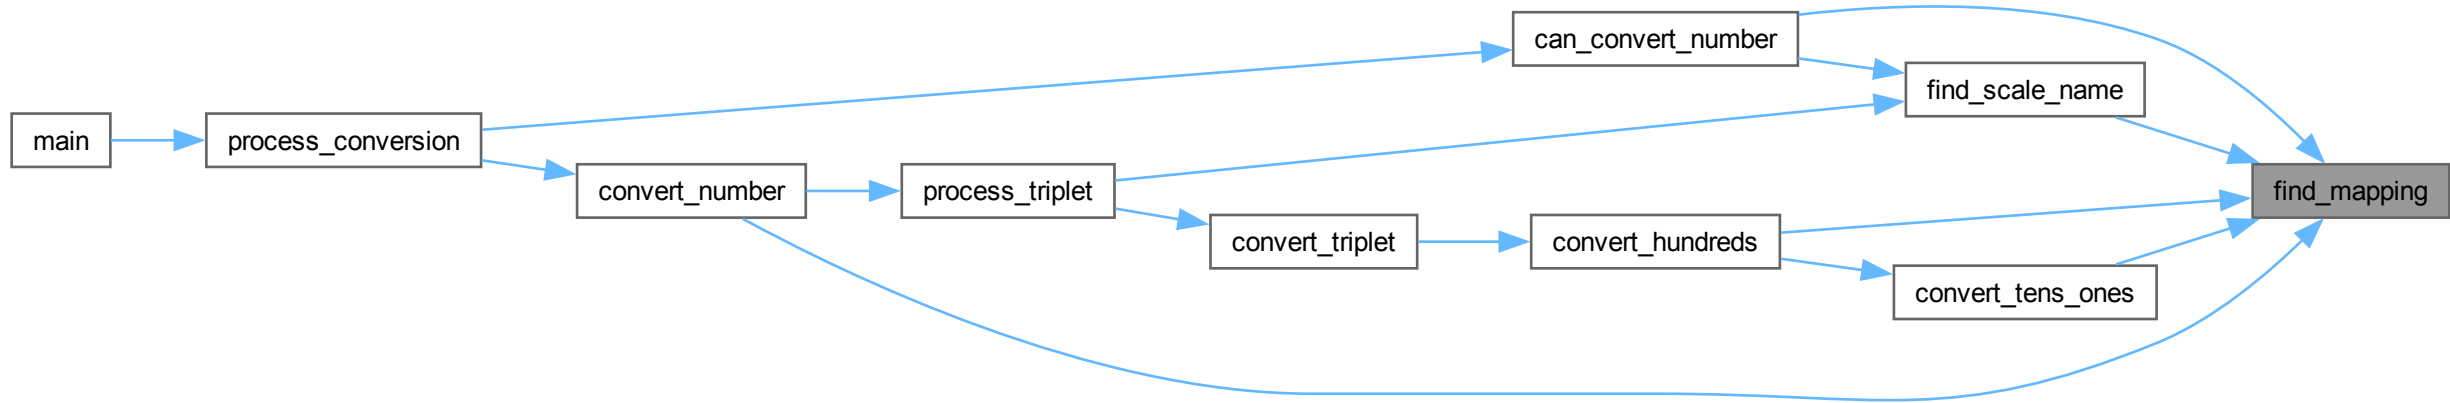 main
process_conversion
can_convert_number
find_scale_name
convert_number
process_triplet
find_mapping
convert_triplet
convert_hundreds
convert_tens_ones